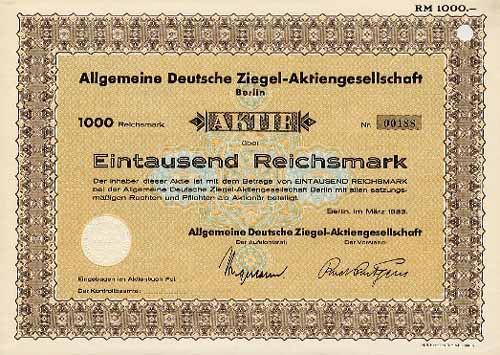 RM 1000.—
Allgemeine Deutsche Ziegel-Aktiengesellschaft
Berlin
1000 Reichsmark AKTIE Nr. 00188
über
Eintausend Reichsmark
Der Inhaber dieser Aktie ist mit dem Betrage von EINTAUSEND REICHSMARK
bei der Allgemeine Deutsche Ziegel-Aktiengesellschaft Berlin mit allen satzungs-
mäßigen Rechten und Pflichten als Aktionär beteiligt.
Berlin, im März
Allgemeine Deutsche Ziegel-Aktiengesellschaft
Der Aufsichtsrat: Der Vorstand:
Eingetragen im Aktienbuch Fol.
Der Kontrollbeamte: